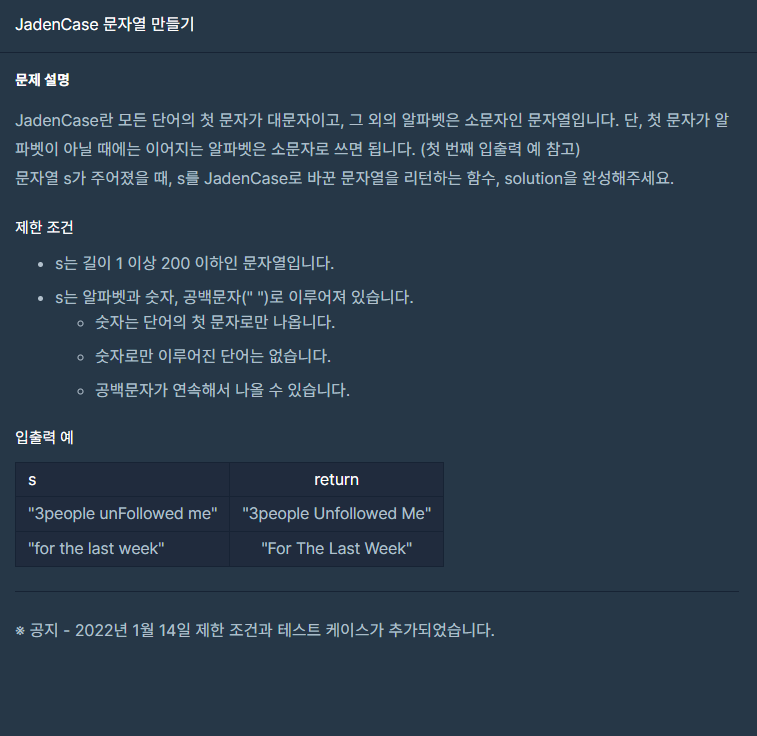 JadenCase 문자열 만들기
문제 설명
JadenCase란 모든 단어의 첫 문자가 대문자이고, 그 외의 알파벳은 소문자인 문자열입니다. 단, 첫 문자가 알
파벳이 아닐 때에는 이어지는 알파벳은 소문자로 쓰면 됩니다. (첫 번째 입출력 예 참고)
문자열 s가 주어졌을 때, s를 JadenCase로 바꾼 문자열을 리턴하는 함수, solution을 완성해주세요.
제한 조건
• s는 길이 1 이상 200 이하인 문자열입니다.
• s는 알파벳과 숫자, 공백문자(" ")로 이루어져 있습니다.
◦ 숫자는 단어의 첫 문자로만 나옵니다.
◦ 숫자로만 이루어진 단어는 없습니다.
◦ 공백문자가 연속해서 나올 수 있습니다.
입출력 예
s return
"3people unFollowed me" "3people Unfollowed Me"
"for the last week" "For The Last Week"
※ 공지 - 2022년 1월 14일 제한 조건과 테스트 케이스가 추가되었습니다.